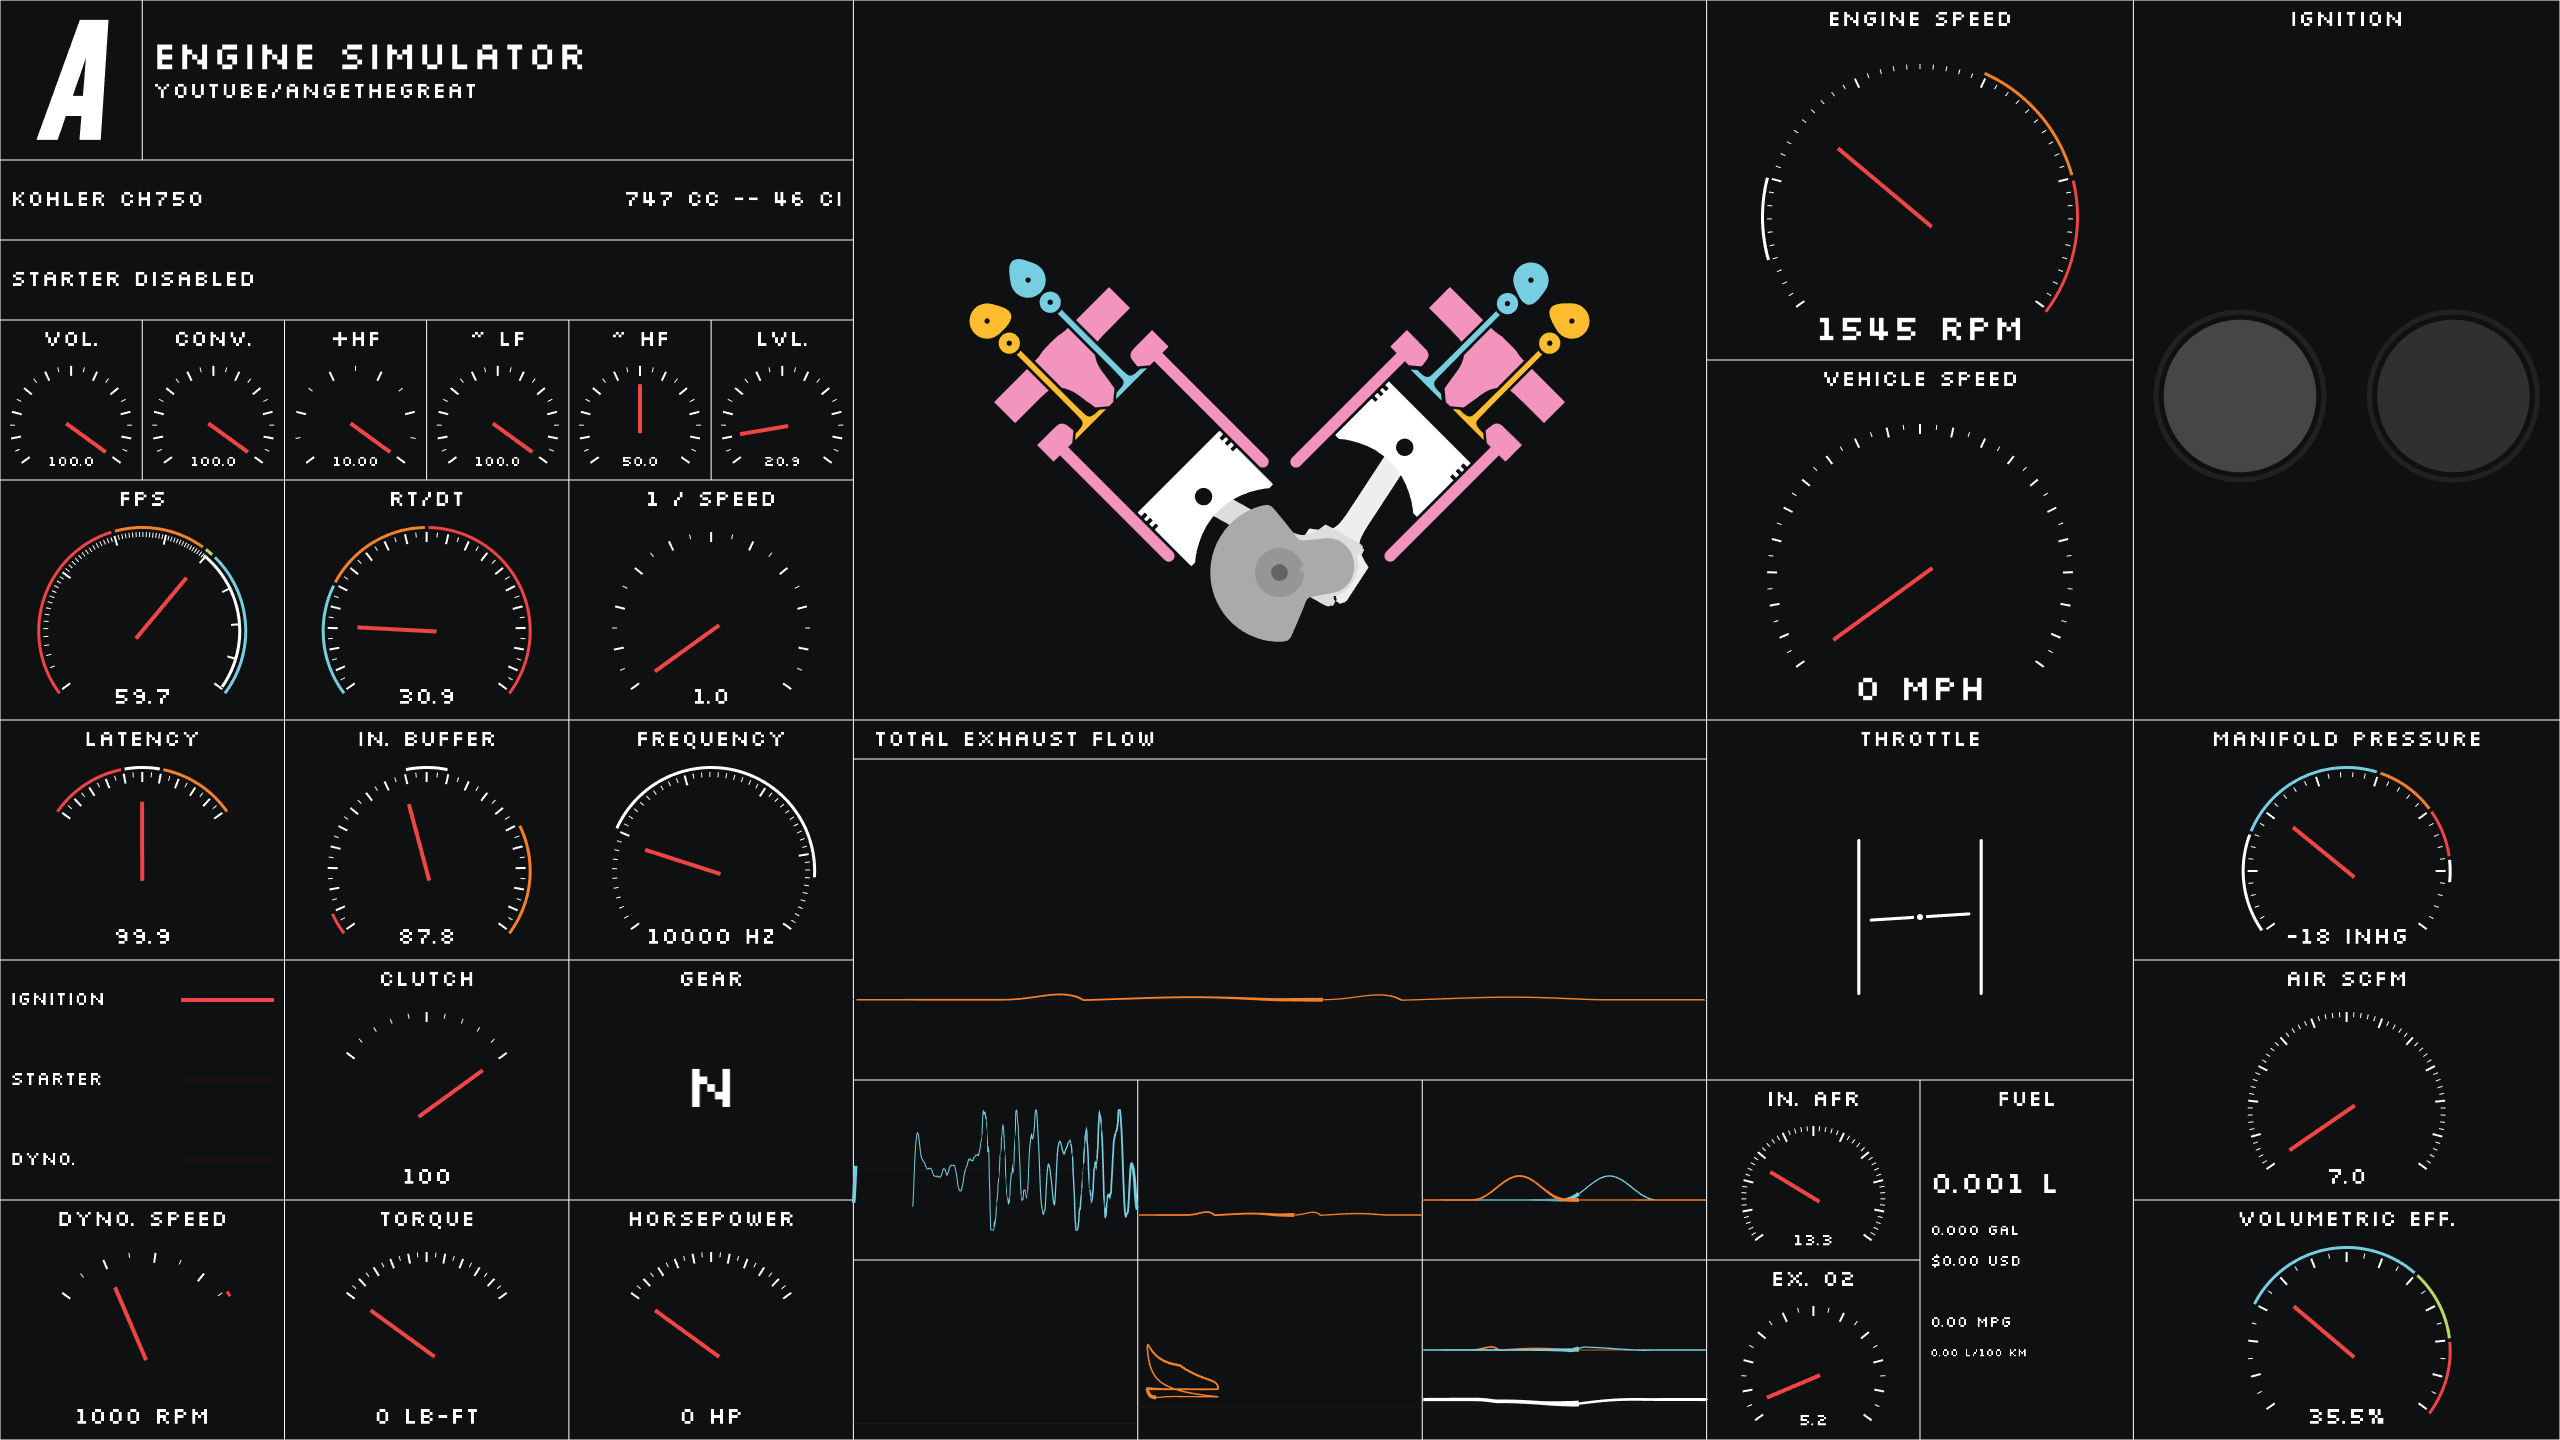 A
ENGINE SIMULATOR
YOUTUBE/ANGETHEGREAT
KOHLER CH750
747 CC -- 46 CI
STARTER DISABLED
VOL.
100.0
CONV.
100.0
+HF
10.00
~ LF
100.0
~ HF
50.0
LVL.
20.9
FPS
59.7
RT/DT
30.9
1 / SPEED
1.0
LATENCY
99.9
IN. BUFFER
87.8
FREQUENCY
10000 HZ
IGNITION
STARTER
DYNO.
CLUTCH
100
GEAR
N
DYNO. SPEED
1000 RPM
TORQUE
0 LB-FT
HORSEPOWER
0 HP
TOTAL EXHAUST FLOW
ENGINE SPEED
1545 RPM
VEHICLE SPEED
0 MPH
THROTTLE
IN. AFR
13.3
EX. O2
5.2
FUEL
0.001 L
0.000 GAL
$0.00 USD
0.00 MPG
0.00 L/100 KM
IGNITION
MANIFOLD PRESSURE
-18 INHG
AIR SCFM
7.0
VOLUMETRIC EFF.
35.5%